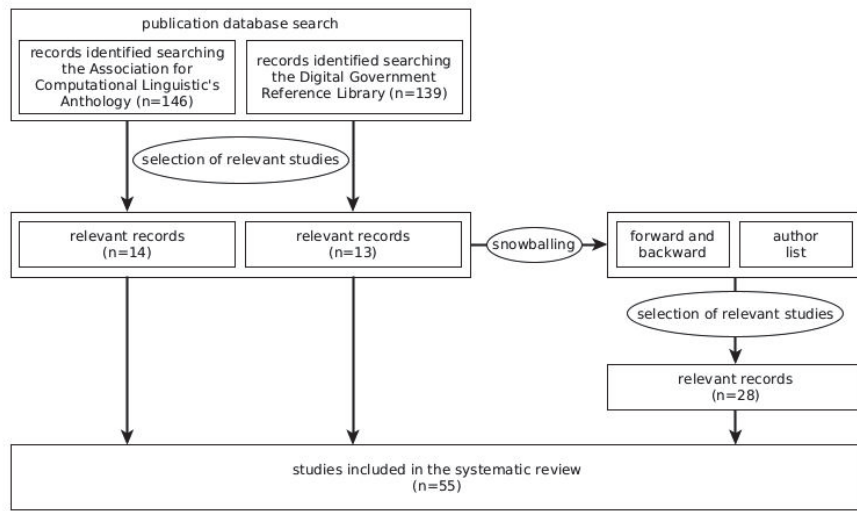 publication database search
records identified searching
the Association for
Computational Linguistic's
Anthology (n=146)
records identified searching
the Digital Government
Reference Library (n=139)
selection of relevant studies
relevant records
(n=14)
relevant records
(n=13)
snowballing
forward and
backward
author
list
selection of relevant studies
relevant records
(n=28)
studies included in the systematic review
(n=55)